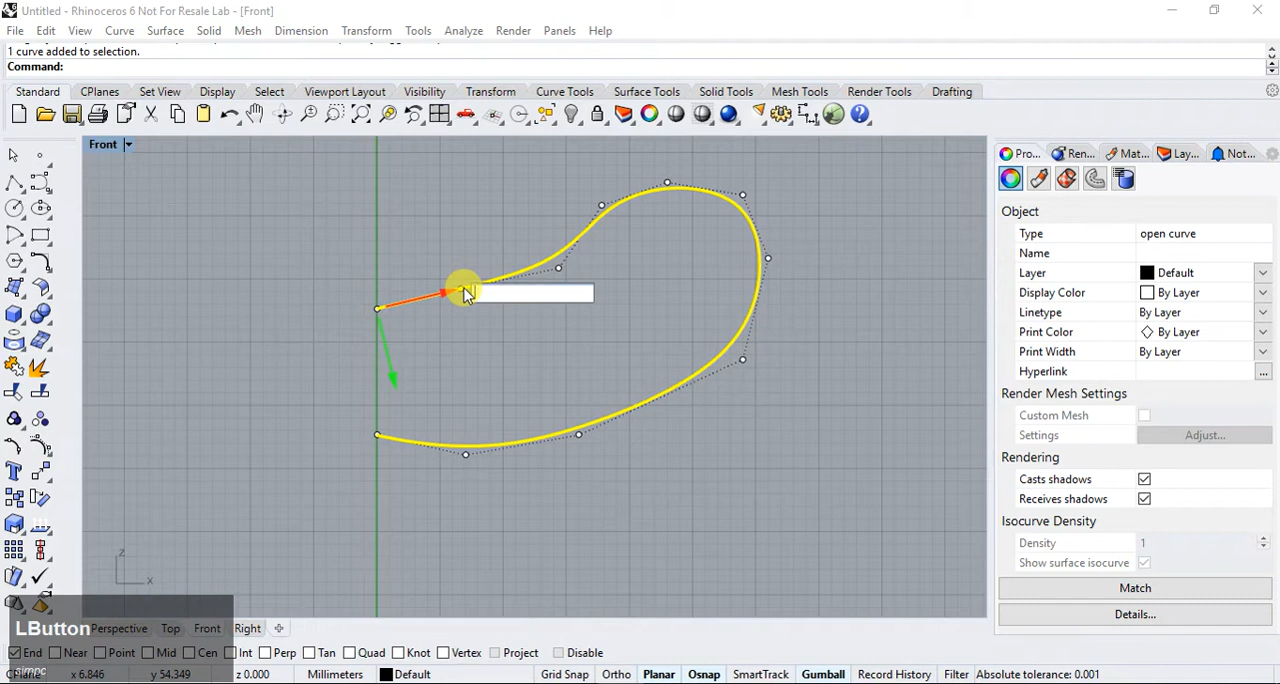 Untitled - Rhinoceros 6 Not For Resale Lab - [Front]
File Edit View Curve Surface Solid Mesh Dimension Transform Tools Analyze Render Panels Help
1 curve added to selection.
Command:
Standard CPlanes Set View Display Select Viewport Layout Visibility Transform Curve Tools Surface Tools Solid Tools Mesh Tools Render Tools Drafting
Front
Pro... Ren... Mat... Lay... Not...
Object
Type open curve
Name
Layer Default
Display Color By Layer
Linetype By Layer
Print Color By Layer
Print Width By Layer
Hyperlink ...
Render Mesh Settings
Custom Mesh
Settings Adjust...
Rendering
Casts shadows
Receives shadows
Isocurve Density
Density 1
Show surface isocurve
Match
Details...
z
x
LButton
Perspective Top Front Right
End Near Point Mid Cen Int Perp Tan Quad Knot Vertex Project Disable
simpc
CPlane x 6.846 y 54.349 z 0.000 Millimeters Default Grid Snap Ortho Planar Osnap SmartTrack Gumball Record History Filter Absolute tolerance: 0.001